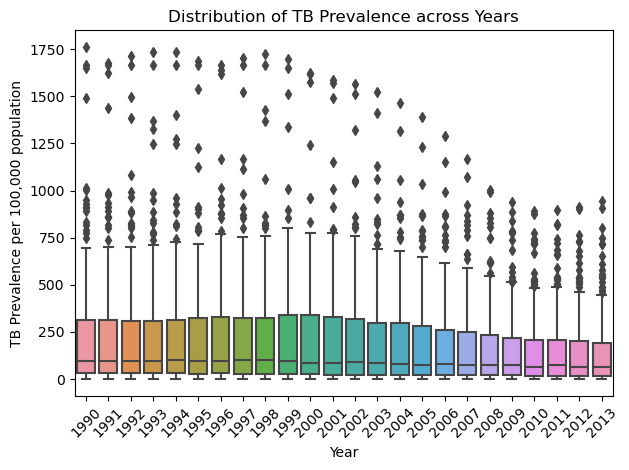 Distribution of TB Prevalence across Years
TB Prevalence per 100,000 population
1750
1500
1250
1000
750
500
250
0
1990 1991 1992 1993 1994 1995 1996 1997 1998 1999 2000 2001 2002 2003 2004 2005 2006 2007 2008 2009 2010 2011 2012 2013
Year